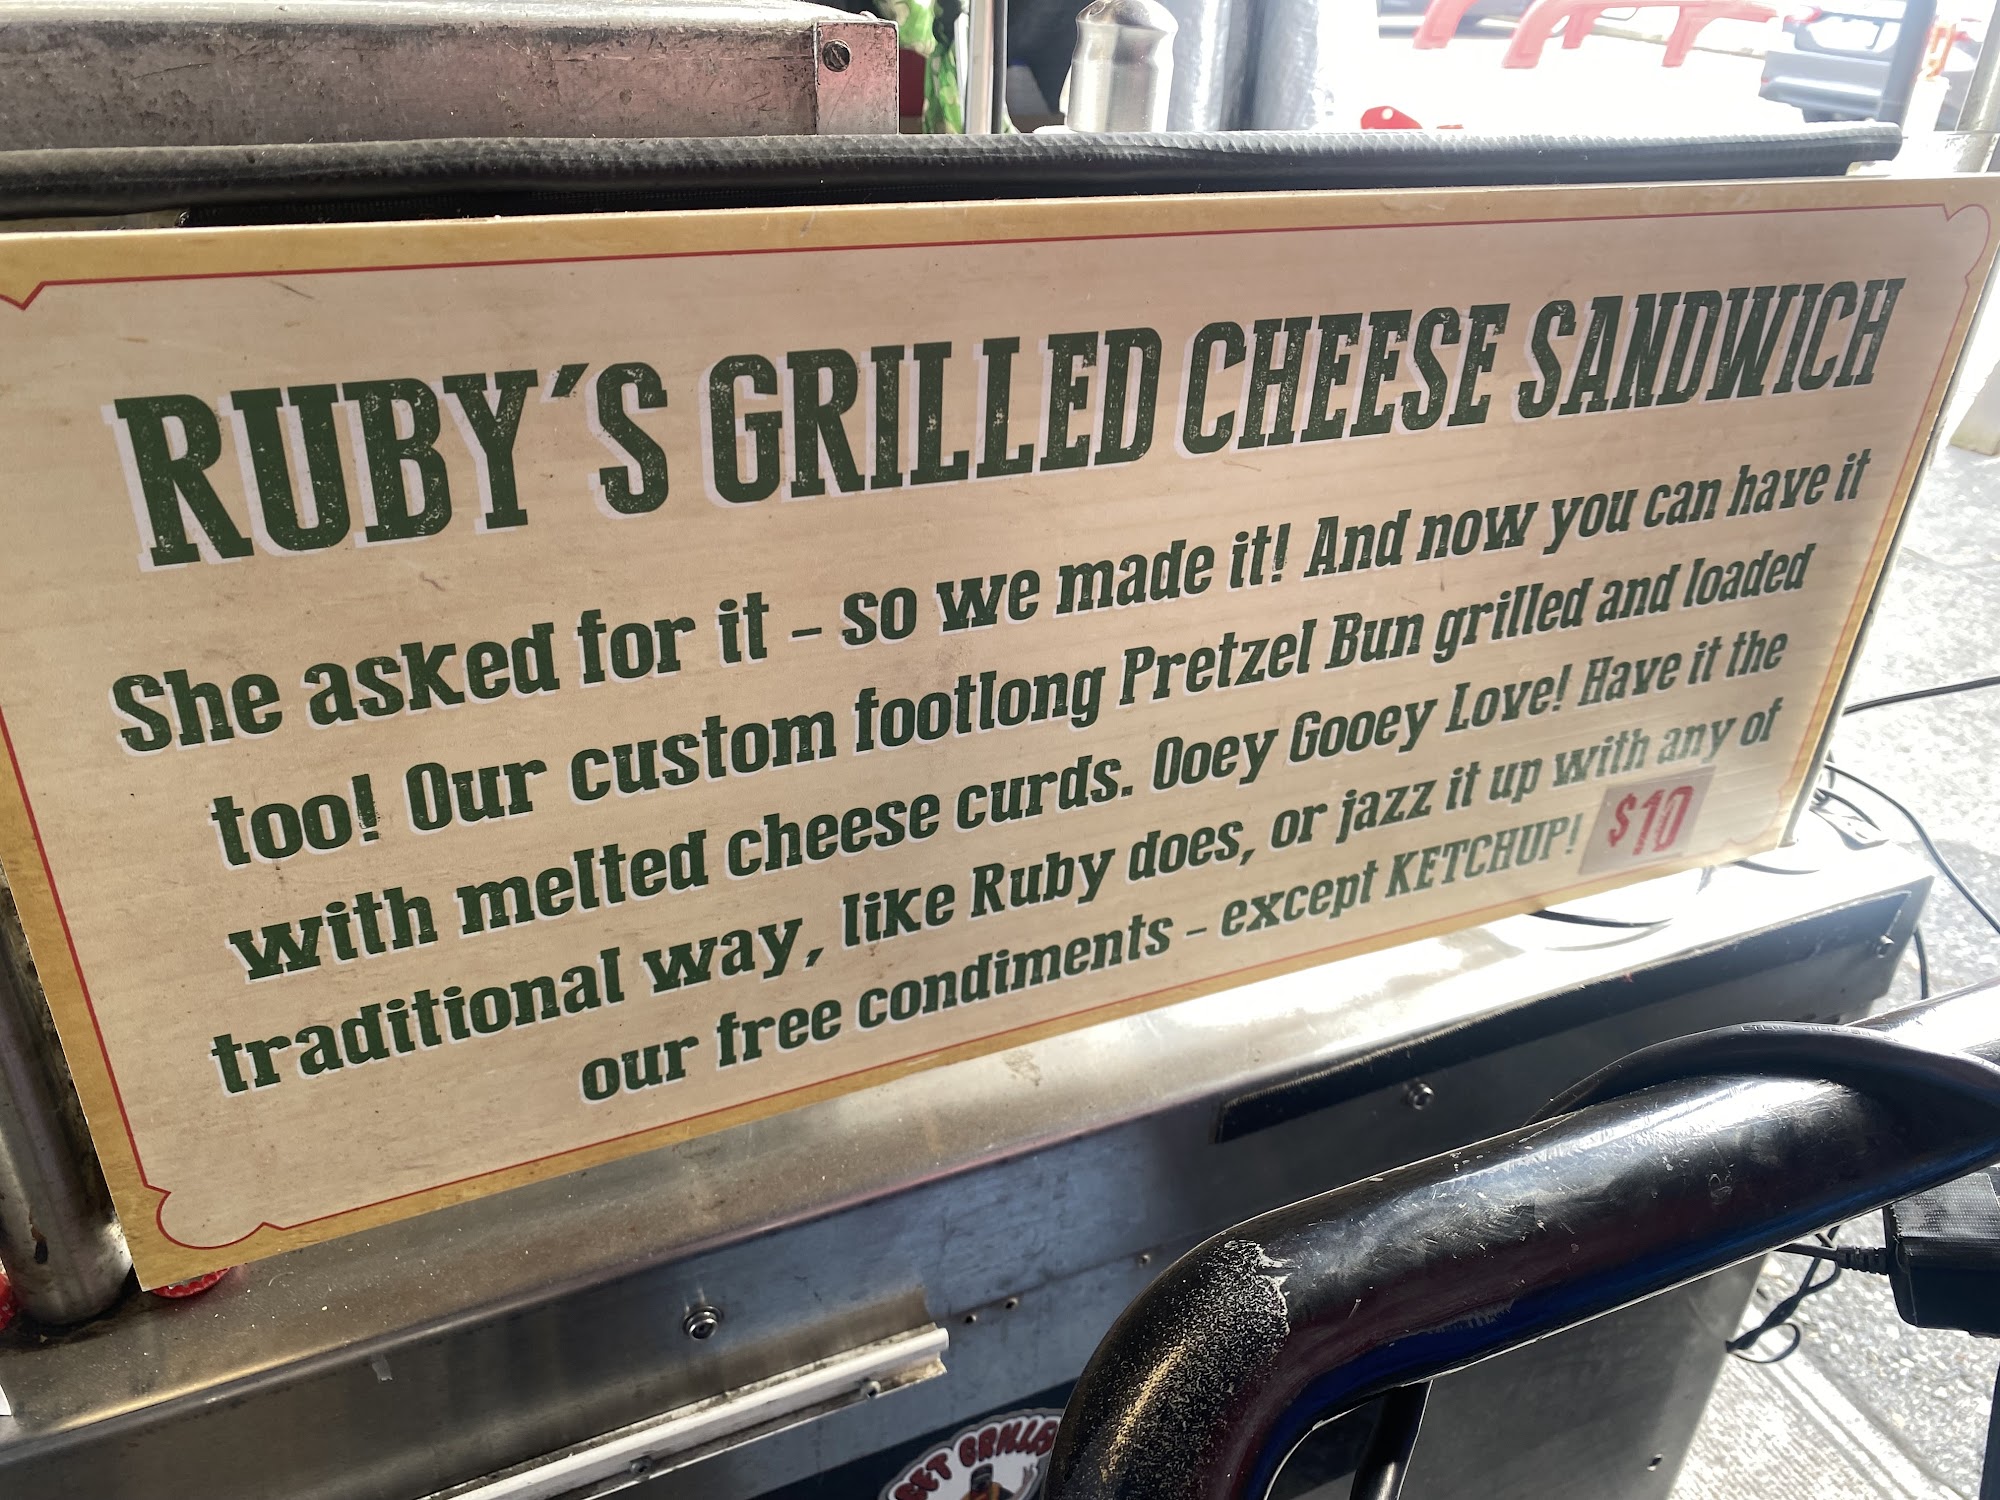 RUBY'S GRILLED CHEESE SANDWICH
She asked for it - so we made it! And now you can have it
too! Our custom footlong Pretzel Bun grilled and loaded
with melted cheese curds. Ooey Gooey Love! Have it the
traditional way, like Ruby does, or jazz it up with any of
our free condiments - except KETCHUP! $10
GET GRILLED